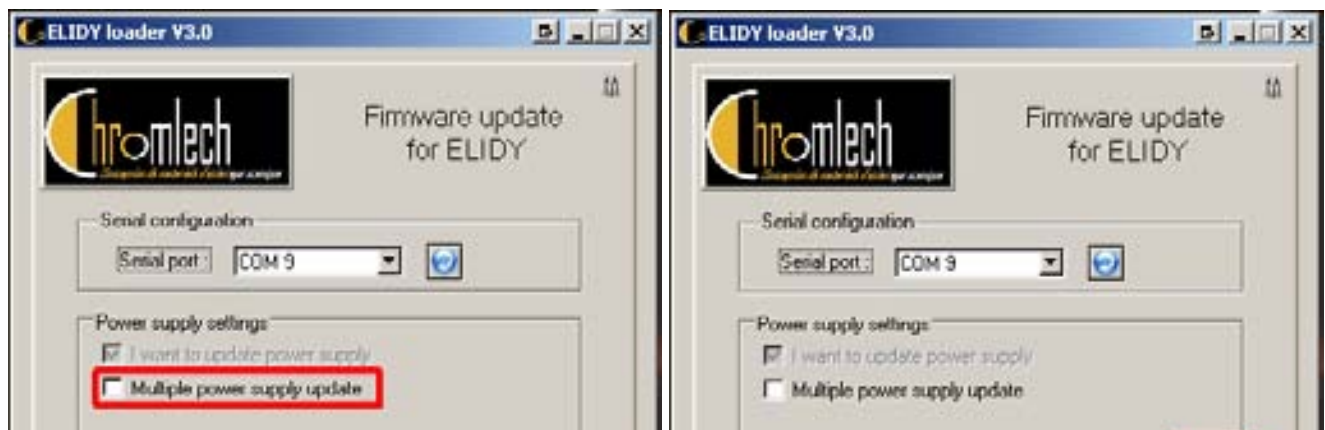 ELIDY loader V3.0
hromlech
Firmware update
for ELIDY
Serial configuration
Serial port :
COM 9
Power supply settings
I want to update power supply
Multiple power supply update
ELIDY loader V3.0
hromlech
Firmware update
for ELIDY
Serial configuration
Serial port :
COM 9
Power supply settings
I want to update power supply
Multiple power supply update